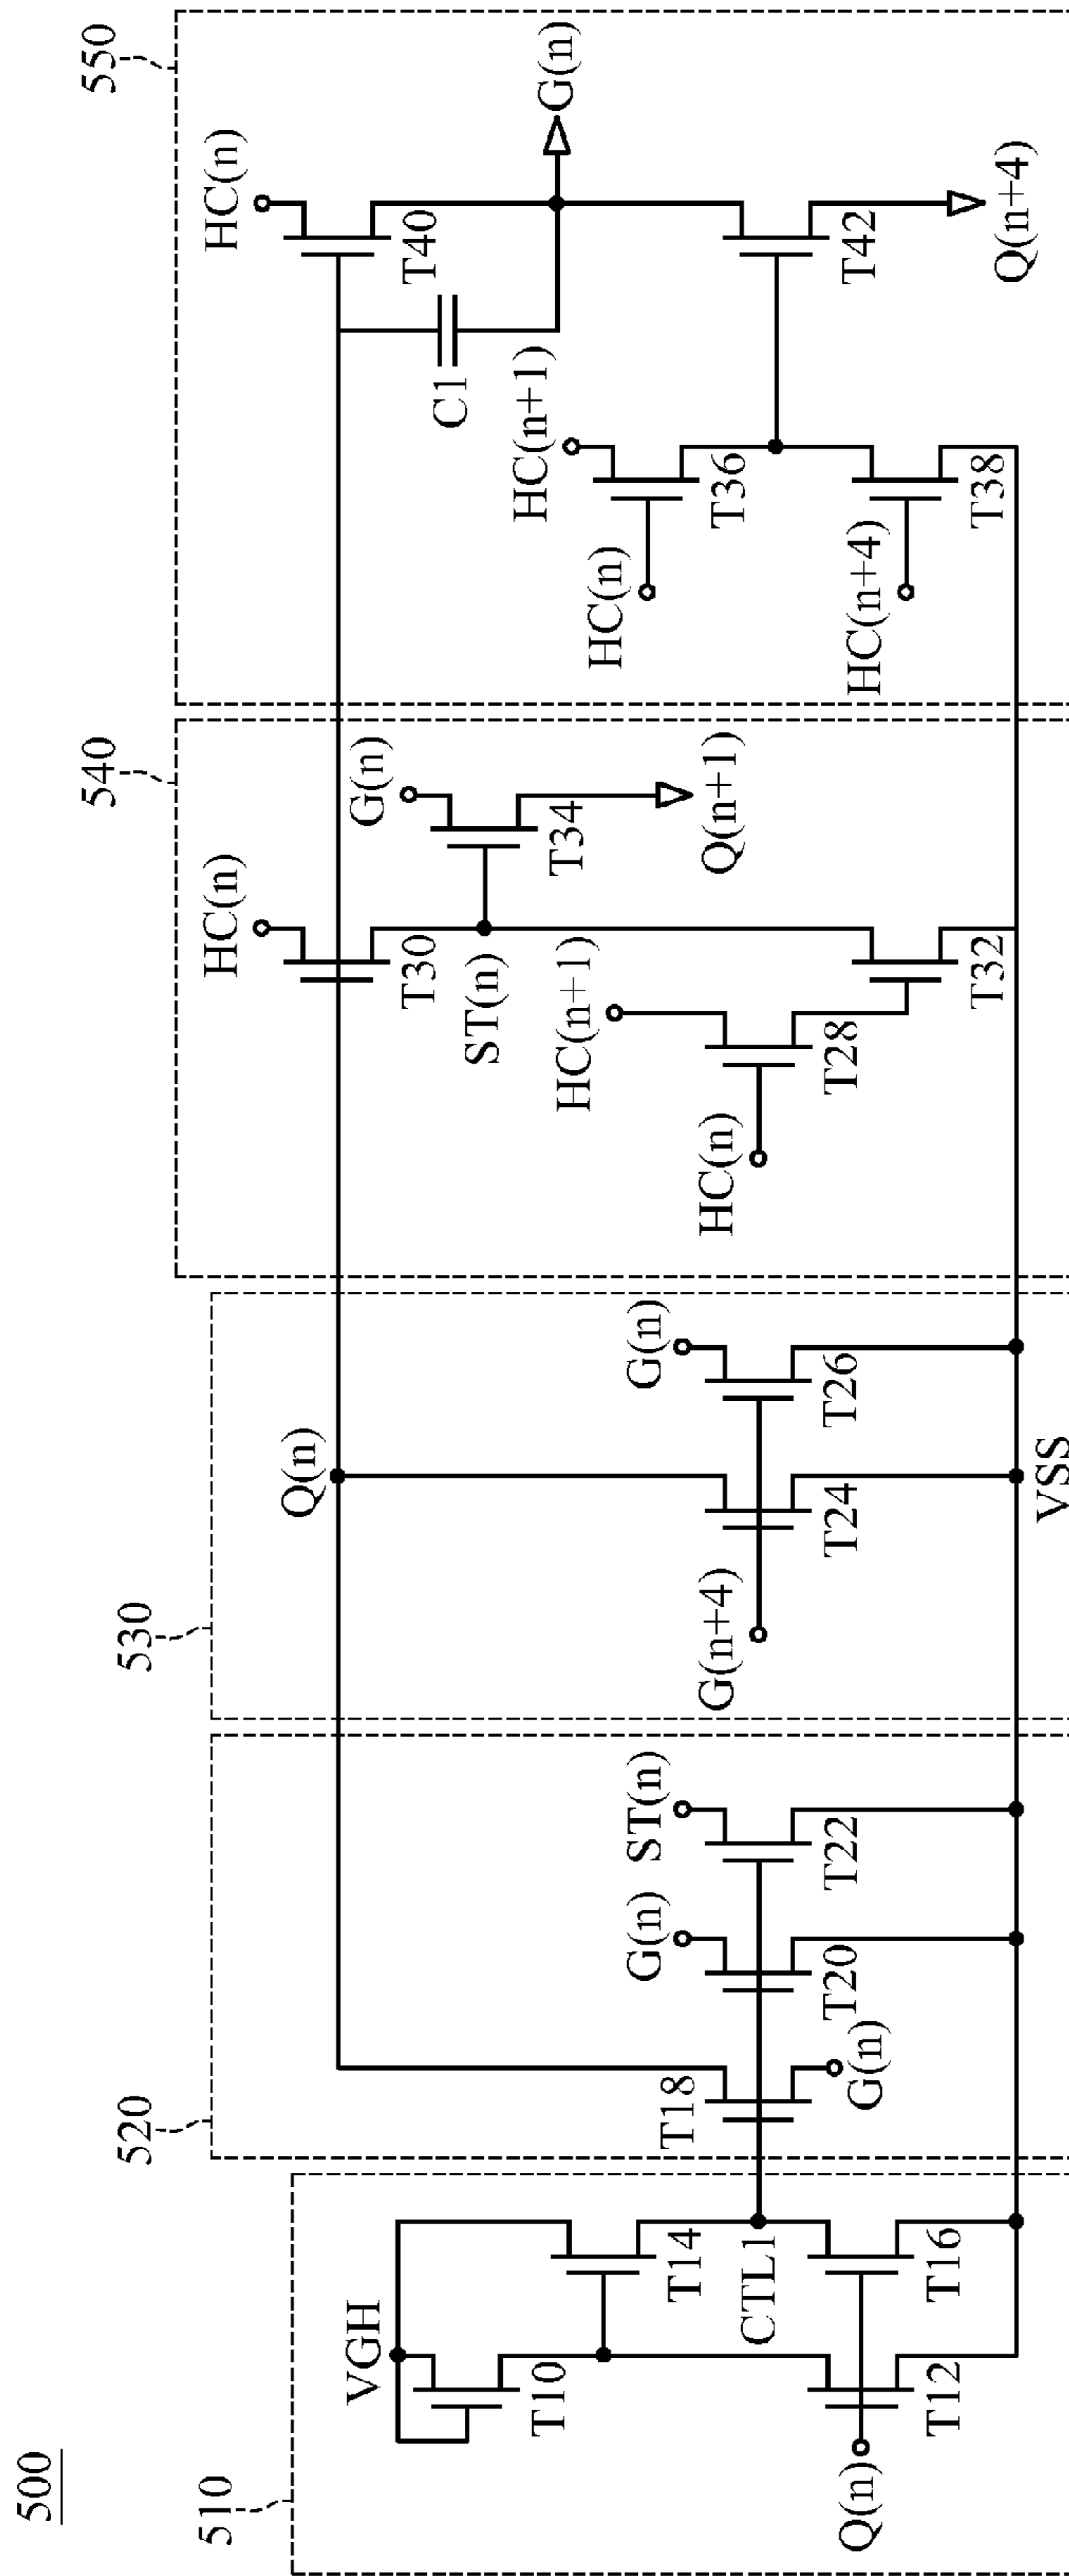 500
510
520
530
540
550
VGH
T10
T14
CTL1
Q(n)
T12
T16
T18
G(n)
G(n)
T20
ST(n)
T22
Q(n)
G(n+4)
T24
G(n)
T26
VSS
HC(n)
T30
ST(n)
G(n)
T34
Q(n+1)
HC(n+1)
HC(n)
T28
T32
HC(n)
T40
C1
G(n)
HC(n+1)
HC(n)
T36
HC(n+4)
T38
T42
Q(n+4)